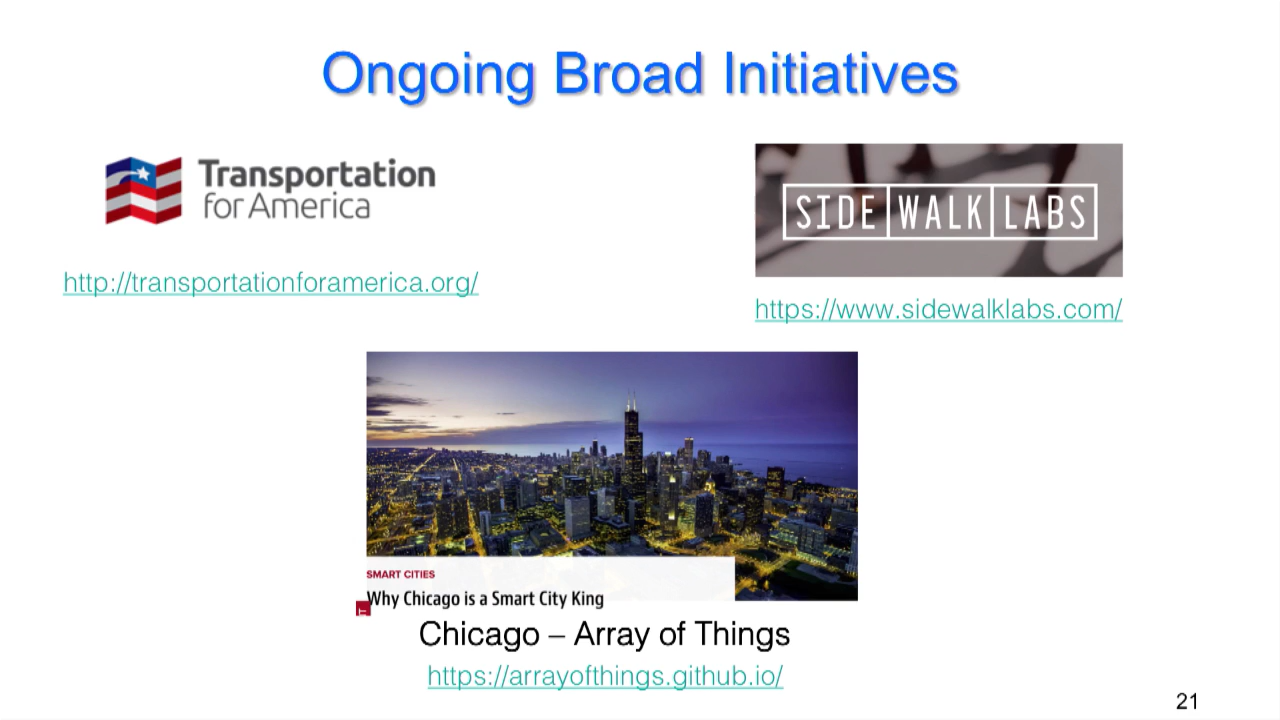 Ongoing Broad Initiatives
Transportation
for America
SIDE WALK LABS
http://transportationforamerica.org/
https://www.sidewalklabs.com/
SMART CITIES
Why Chicago is a Smart City King
Chicago – Array of Things
https://arrayofthings.github.io/
21